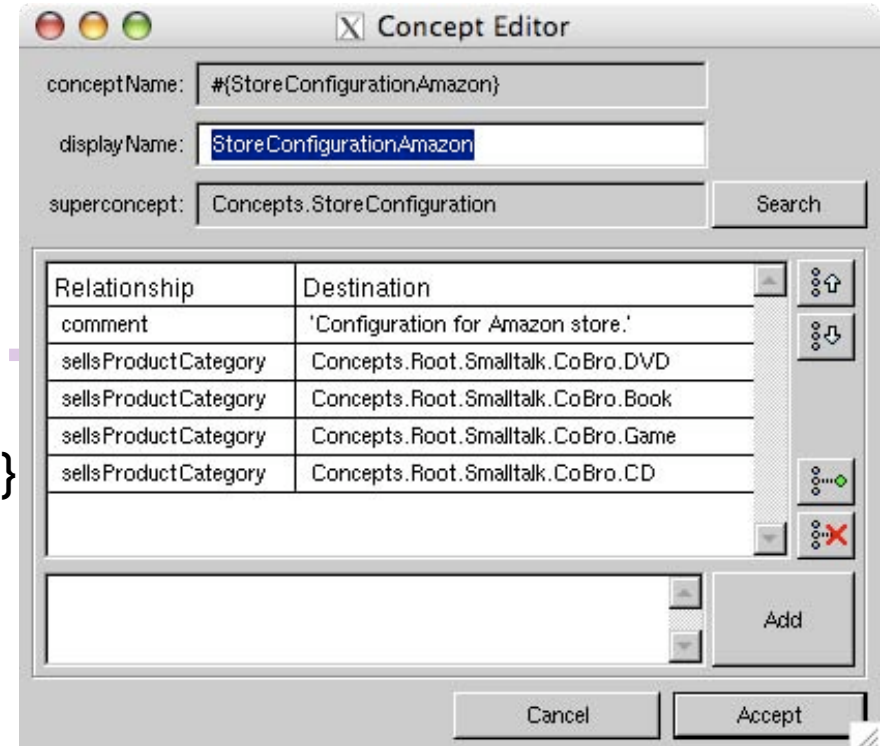 Concept Editor
conceptName: #{StoreConfigurationAmazon}
displayName: StoreConfigurationAmazon
superconcept: Concepts.StoreConfiguration Search
Relationship Destination
comment 'Configuration for Amazon store.'
sellsProductCategory Concepts.Root.Smalltalk.CoBro.DVD
sellsProductCategory Concepts.Root.Smalltalk.CoBro.Book
sellsProductCategory Concepts.Root.Smalltalk.CoBro.Game
}
sellsProductCategory Concepts.Root.Smalltalk.CoBro.CD
Add
Cancel Accept